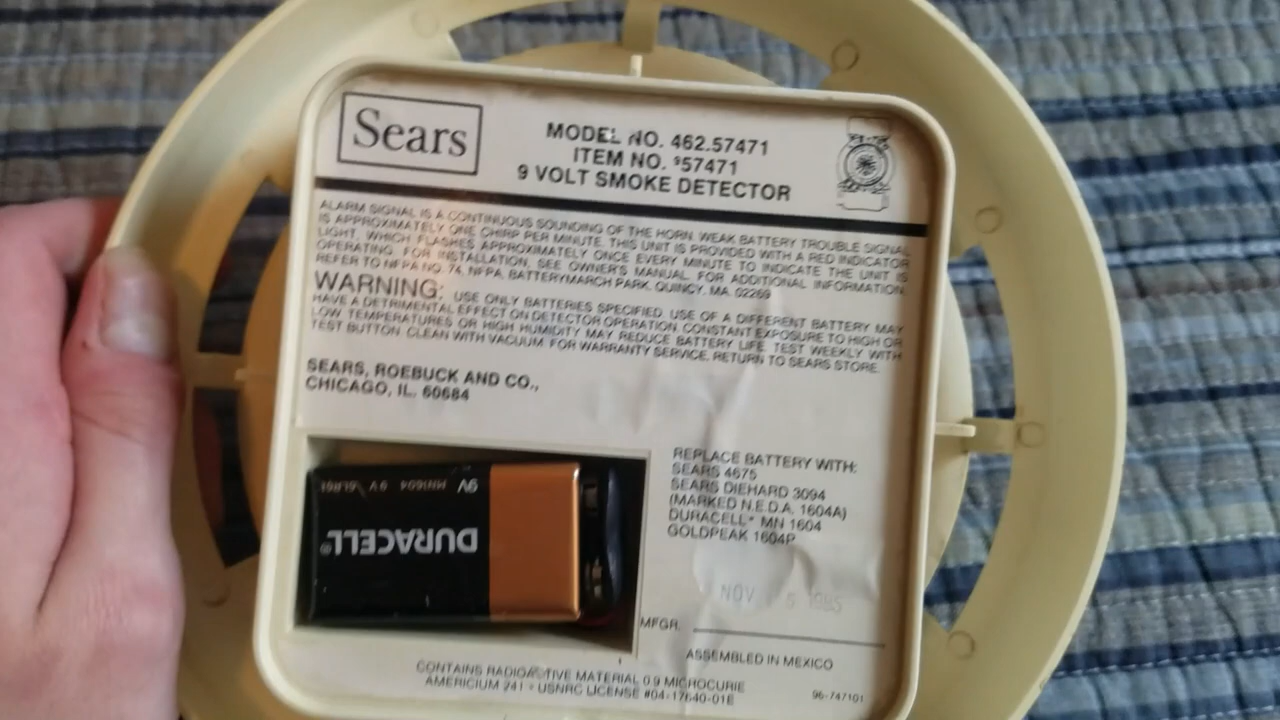 Sears
MODEL NO. 462.57471
ITEM NO. 957471
9 VOLT SMOKE DETECTOR
ALARM SIGNAL IS A CONTINUOUS SOUNDING OF THE HORN. WEAK BATTERY TROUBLE SIGNAL
IS APPROXIMATELY ONE CHIRP PER MINUTE. THIS UNIT IS PROVIDED WITH A RED INDICATOR
LIGHT, WHICH FLASHES APPROXIMATELY ONCE EVERY MINUTE TO INDICATE THE UNIT IS
OPERATING. FOR INSTALLATION, SEE OWNER'S MANUAL. FOR ADDITIONAL INFORMATION,
REFER TO NFPA NO. 74, NFPA, BATTERYMARCH PARK, QUINCY, MA. 02269
WARNING: USE ONLY BATTERIES SPECIFIED. USE OF A DIFFERENT BATTERY MAY
HAVE A DETRIMENTAL EFFECT ON DETECTOR OPERATION. CONSTANT EXPOSURE TO HIGH OR
LOW TEMPERATURES OR HIGH HUMIDITY MAY REDUCE BATTERY LIFE. TEST WEEKLY WITH
TEST BUTTON. CLEAN WITH VACUUM. FOR WARRANTY SERVICE, RETURN TO SEARS STORE.
SEARS, ROEBUCK AND CO.,
CHICAGO, IL. 60684
REPLACE BATTERY WITH:
SEARS 4675
SEARS DIEHARD 3094
(MARKED N.E.D.A. 1604A)
DURACELL® MN 1604
GOLDPEAK 1604P
9V MN1604 9V 6LR61
DURACELL®
NOV 5 1985
MFGR.
ASSEMBLED IN MEXICO
CONTAINS RADIOACTIVE MATERIAL 0.9 MICROCURIE
AMERICIUM 241 • USNRC LICENSE #04-17640-01E
96-747101